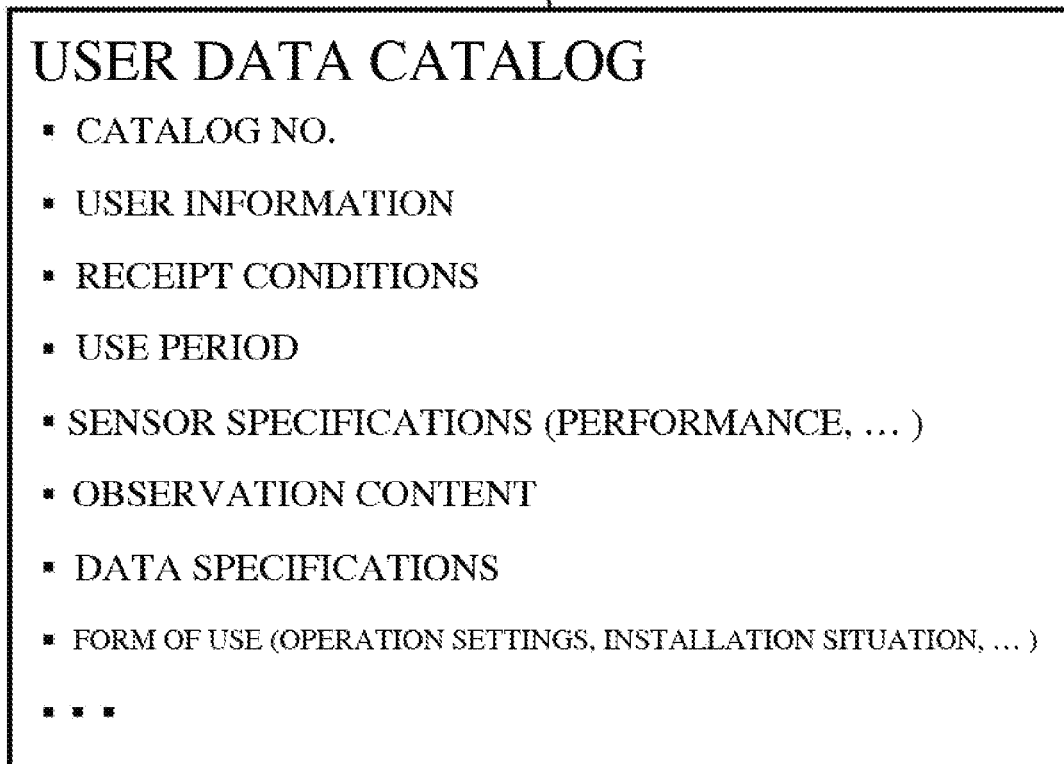 USER DATA CATALOG
▪ CATALOG NO.
▪ USER INFORMATION
▪ RECEIPT CONDITIONS
▪ USE PERIOD
▪ SENSOR SPECIFICATIONS (PERFORMANCE, … )
▪ OBSERVATION CONTENT
▪ DATA SPECIFICATIONS
▪ FORM OF USE (OPERATION SETTINGS, INSTALLATION SITUATION, … )
▪ ▪ ▪